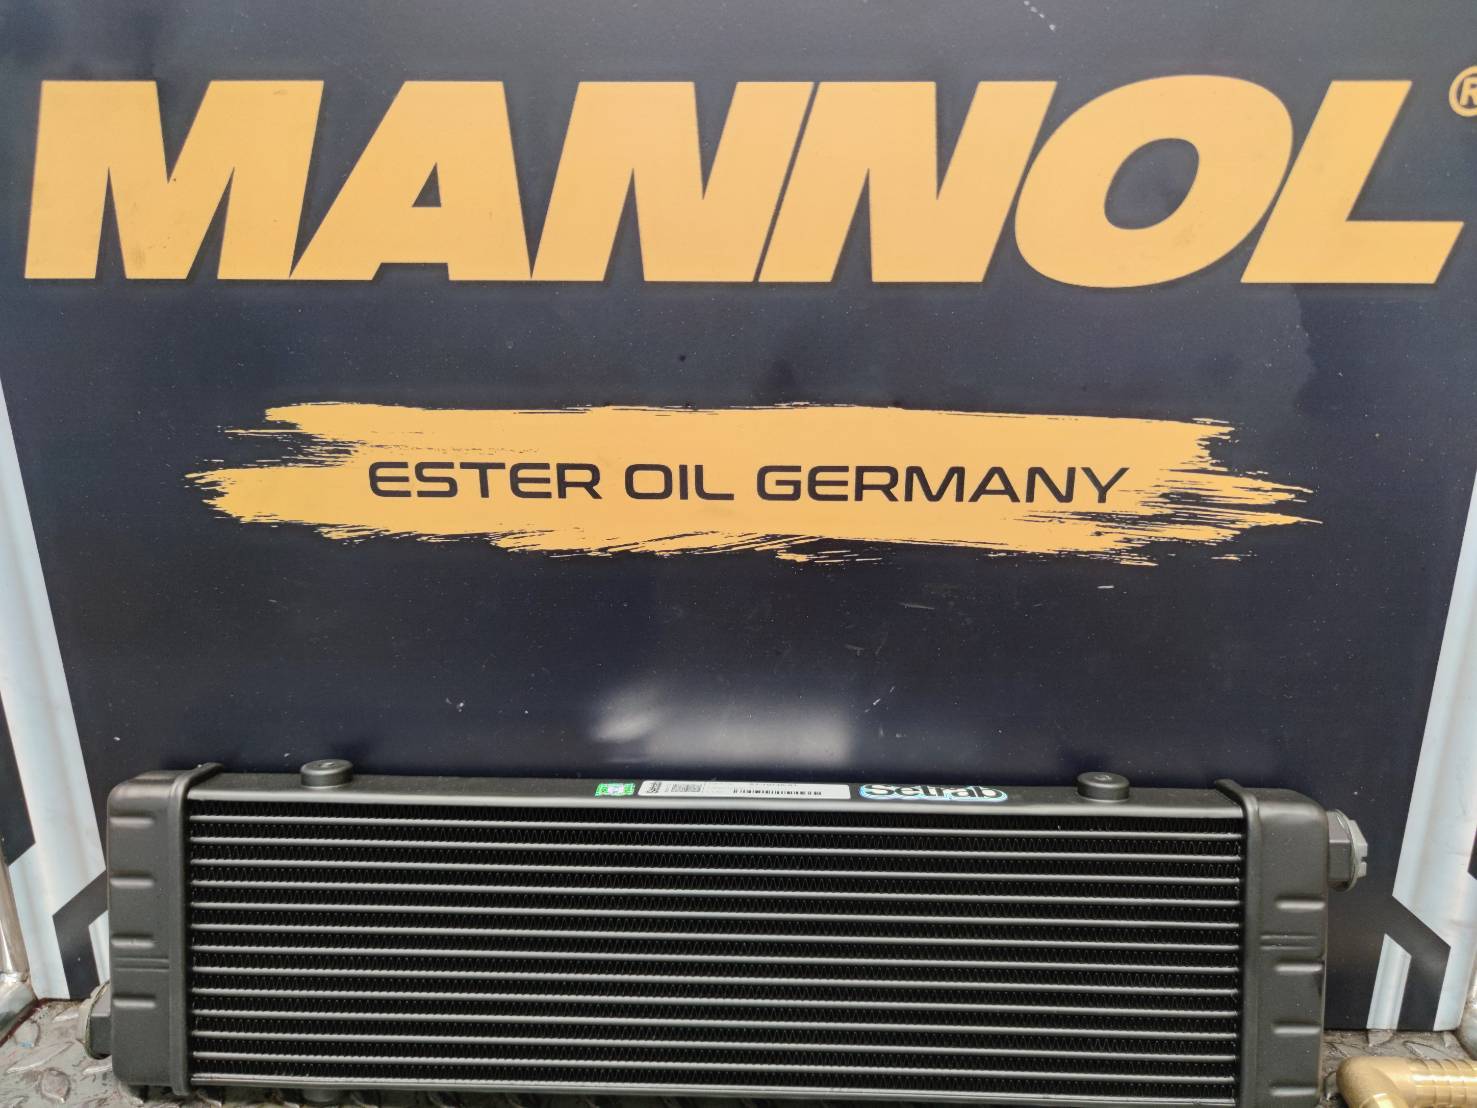 MANNOL®
ESTER OIL GERMANY
Setrab